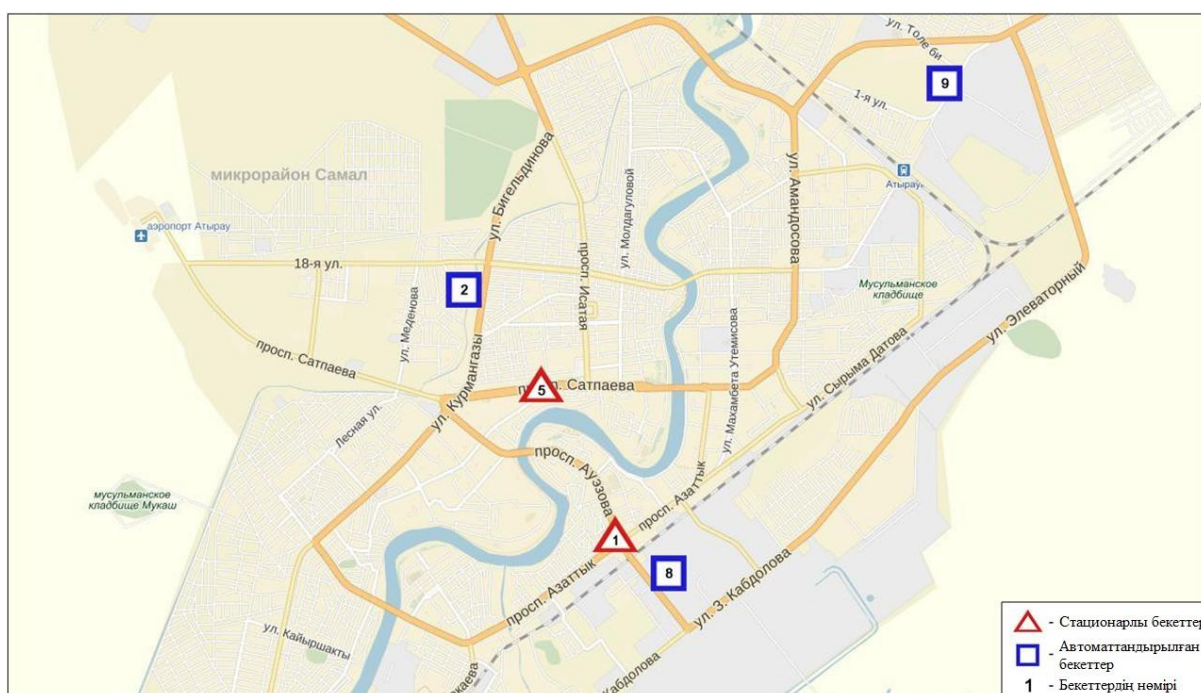 ул. Толе би
9
1-я ул.
Атырау
ул. Бигельдинова
ул. Молдагуловой
ул. Амандосова
микрорайон Самал
аэропорт Атырау
18-я ул.
просп. Исатая
2
Мусульманское
кладбище
ул. Элеваторный
ул. Меденова
просп. Сатпаева
ул. Махамбета Утемисова
ул. Сырыма Датова
ул. Курмангазы
5
Сатпаева
Лесная ул.
просп. Ауэзова
просп. Азаттык
мусульманское
кладбище Мукаш
1
8
просп. Азаттык
ул. З. Кабдолова
ул. Кайыршакты
Кабдолова
- Стационарлы бекеттер
- Автоматтандырылған
бекеттер
1 - Бекеттердің нөмірі